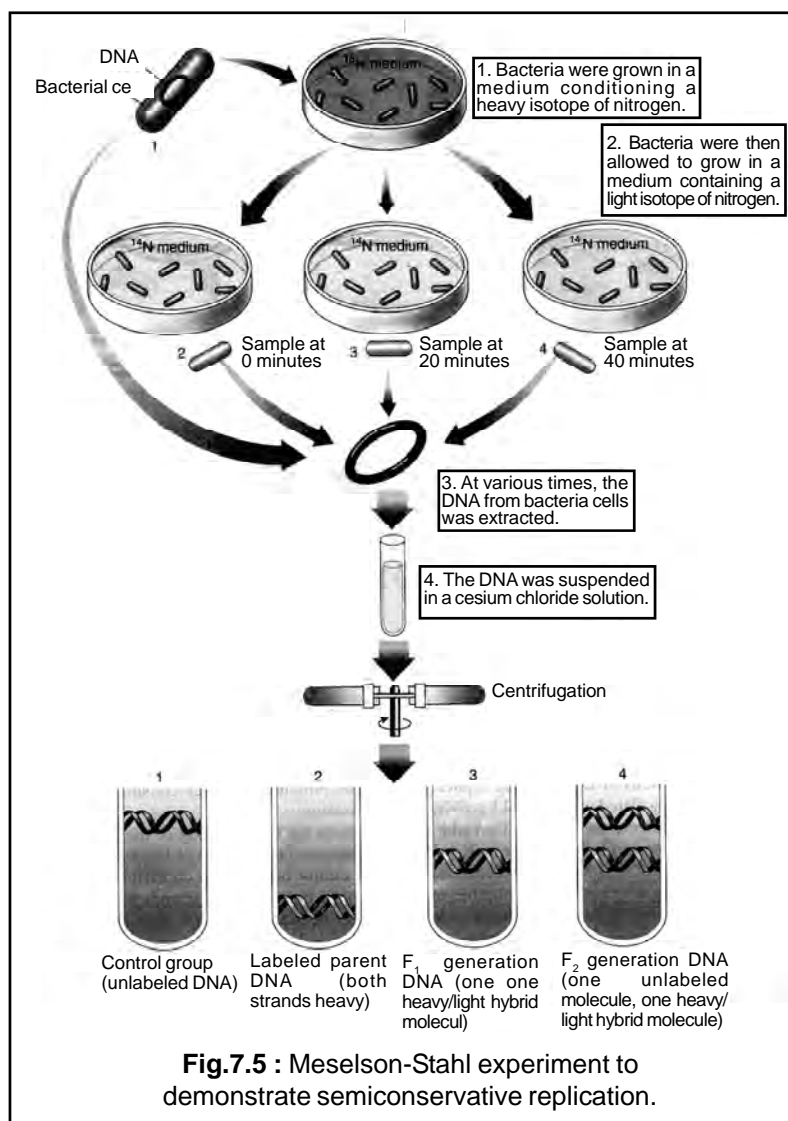 DNA
Bacterial ce
1
¹⁵N medium
1. Bacteria were grown in a
medium conditioning a
heavy isotope of nitrogen.
2. Bacteria were then
allowed to grow in a
medium containing a
light isotope of nitrogen.
¹⁴N medium
¹⁴N medium
¹⁴N medium
2
Sample at
0 minutes
3
Sample at
20 minutes
4
Sample at
40 minutes
3. At various times, the
DNA from bacteria cells
was extracted.
4. The DNA was suspended
in a cesium chloride solution.
Centrifugation
1
2
3
4
Control group
(unlabeled DNA)
Labeled parent
DNA (both
strands heavy)
F₁ generation
DNA (one one
heavy/light hybrid
molecul)
F₂ generation DNA
(one unlabeled
molecule, one heavy/
light hybrid molecule)
Fig.7.5 : Meselson-Stahl experiment to
demonstrate semiconservative replication.